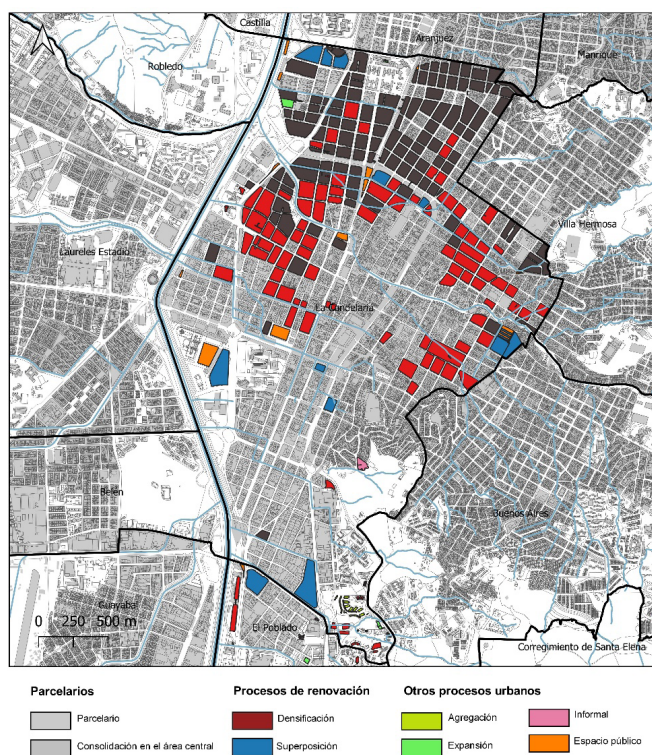 Castilla
Aranjuez
Manrique
Robledo
Villa Hermosa
Laureles Estadio
La Candelaria
Belén
Buenos Aires
Guayabal
0 250 500 m
El Poblado
Corregimiento de Santa Elena
Parcelarios
Procesos de renovación
Otros procesos urbanos
Parcelario
Densificación
Agregación
Informal
Consolidación en el área central
Superposición
Expansión
Espacio público